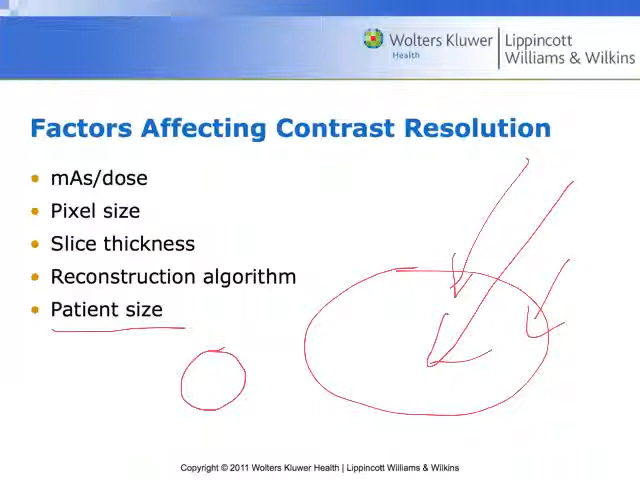 Wolters Kluwer
Health
Lippincott
Williams & Wilkins
Factors Affecting Contrast Resolution
• mAs/dose
• Pixel size
• Slice thickness
• Reconstruction algorithm
• Patient size
Copyright © 2011 Wolters Kluwer Health | Lippincott Williams & Wilkins